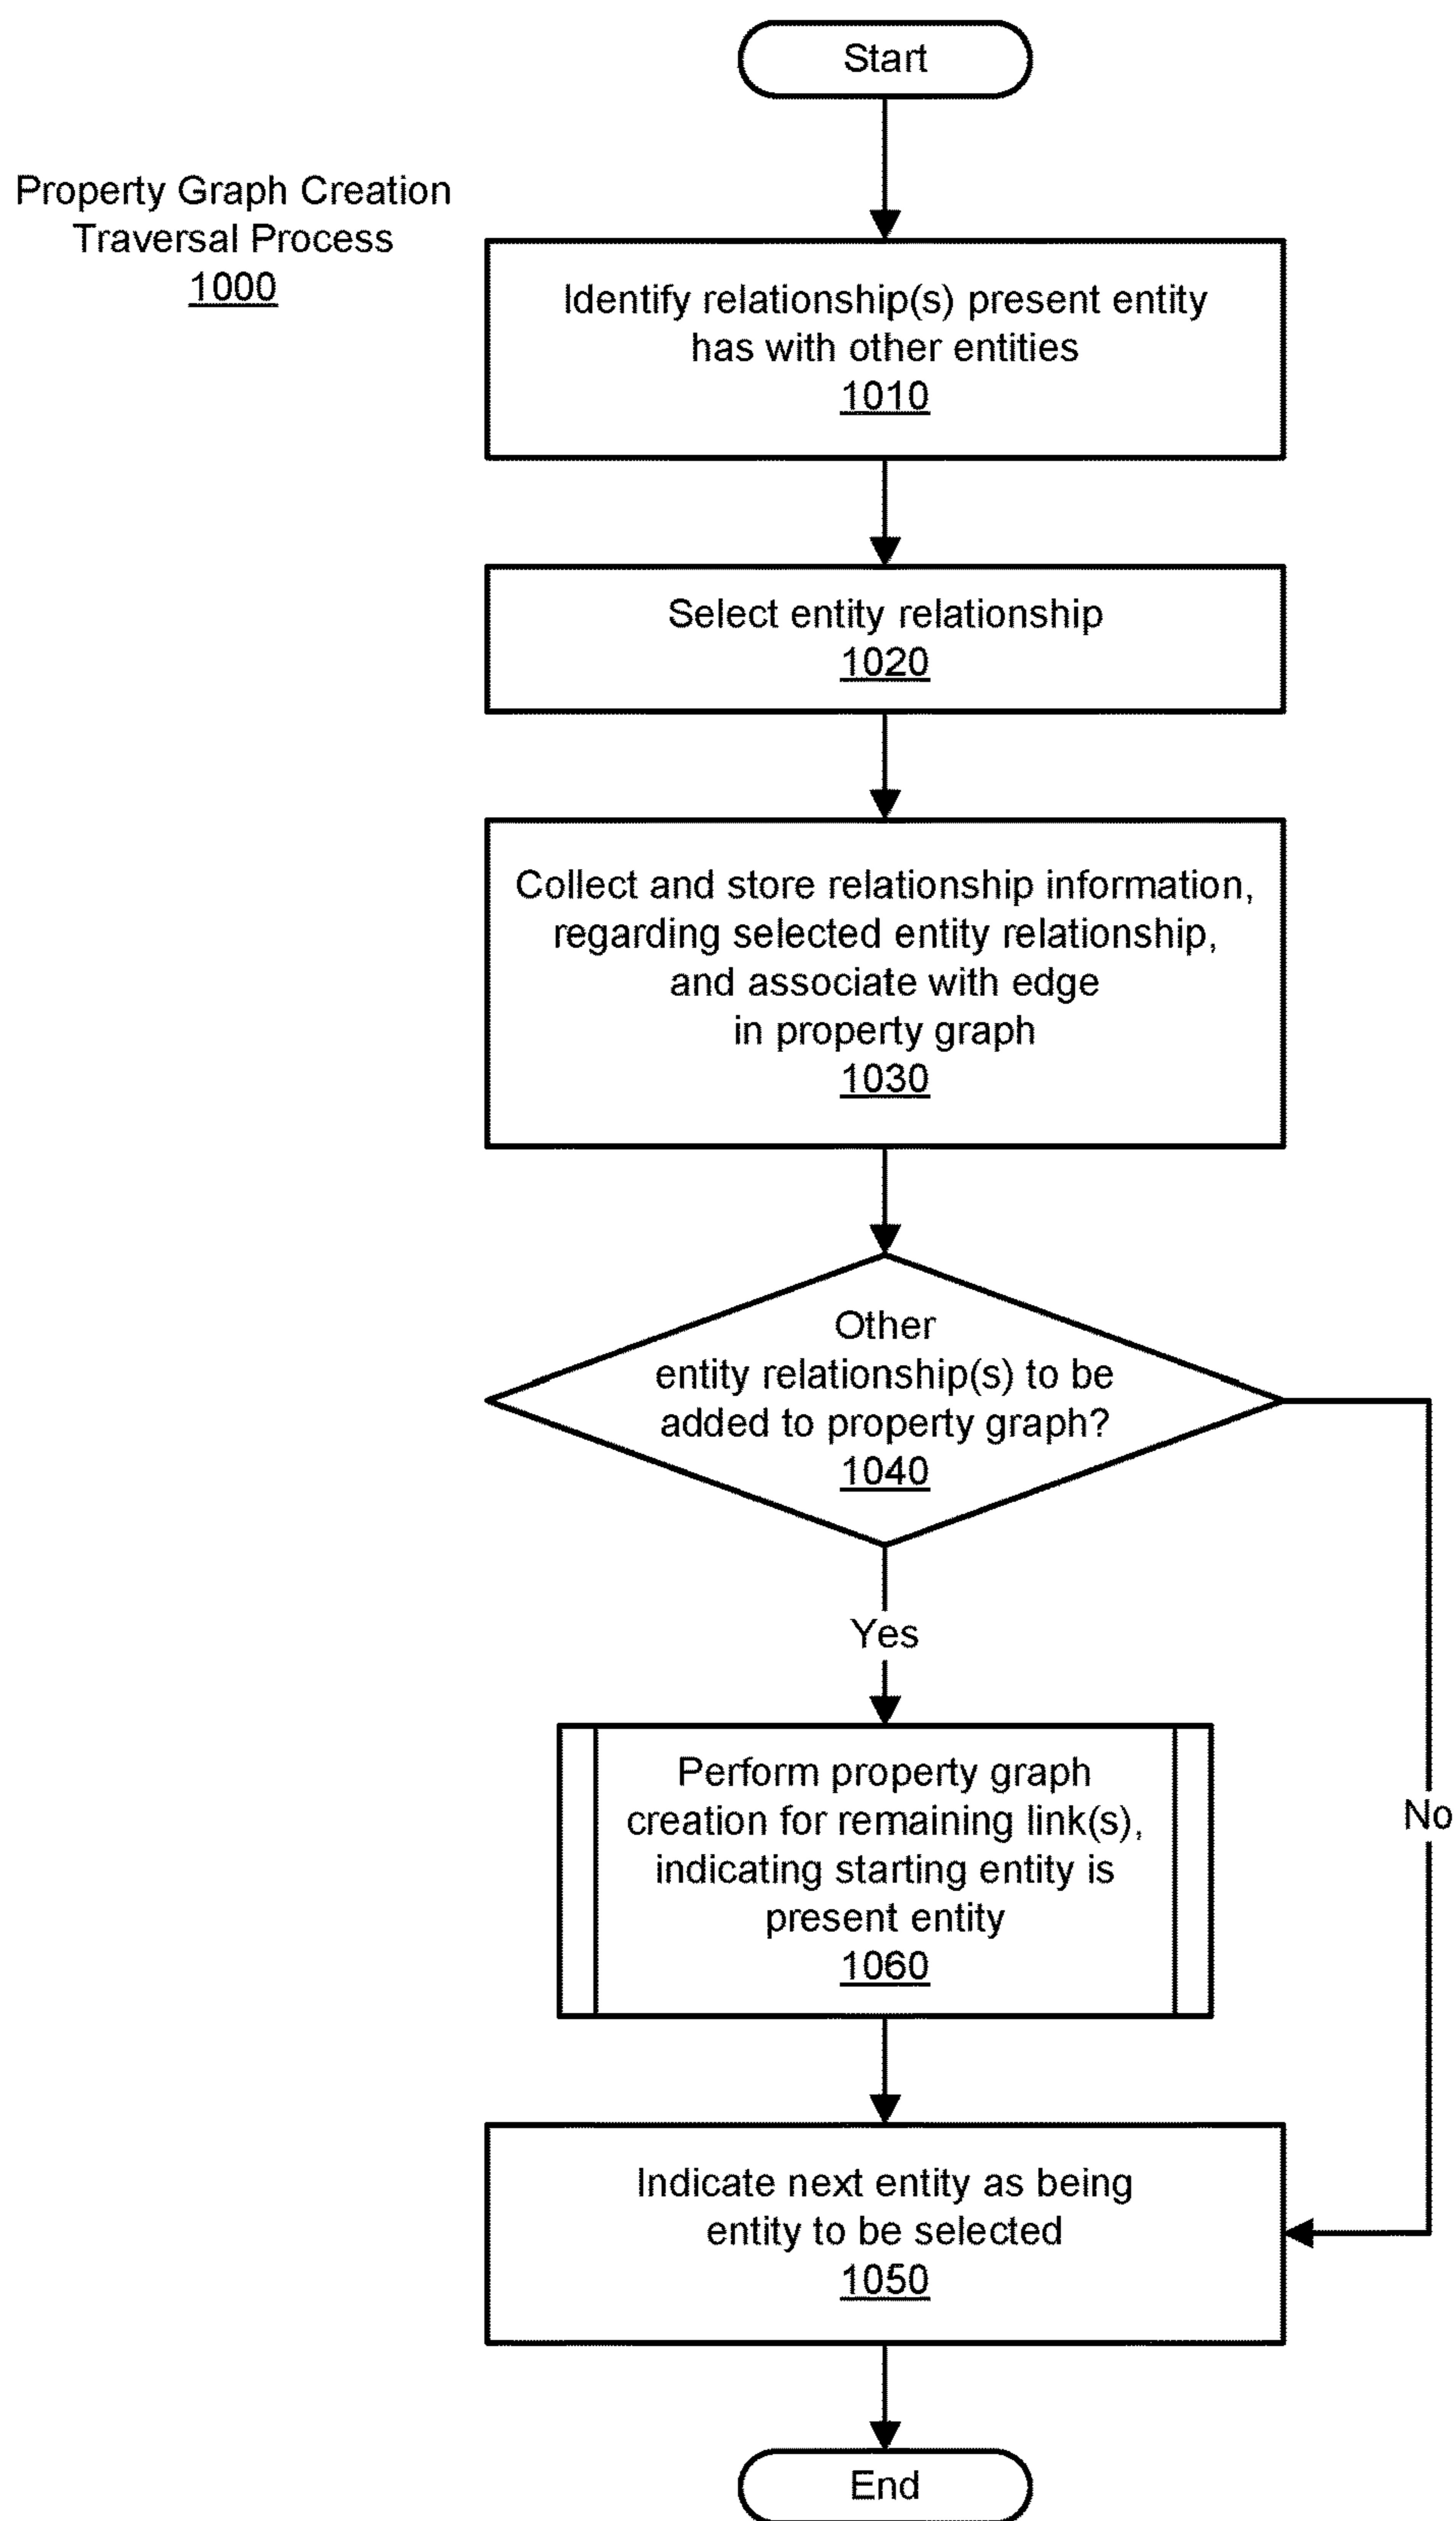 Start
Property Graph Creation
Traversal Process
1000
Identify relationship(s) present entity
has with other entities
1010
Select entity relationship
1020
Collect and store relationship information,
regarding selected entity relationship,
and associate with edge
in property graph
1030
Other
entity relationship(s) to be
added to property graph?
1040
Yes
No
Perform property graph
creation for remaining link(s),
indicating starting entity is
present entity
1060
Indicate next entity as being
entity to be selected
1050
End